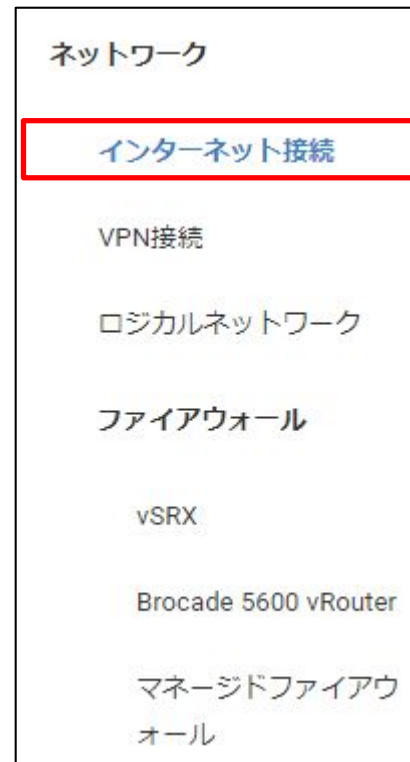 ネットワーク
インターネット接続
VPN接続
ロジカルネットワーク
ファイアウォール
vSRX
Brocade 5600 vRouter
マネージドファイアウ
ォール